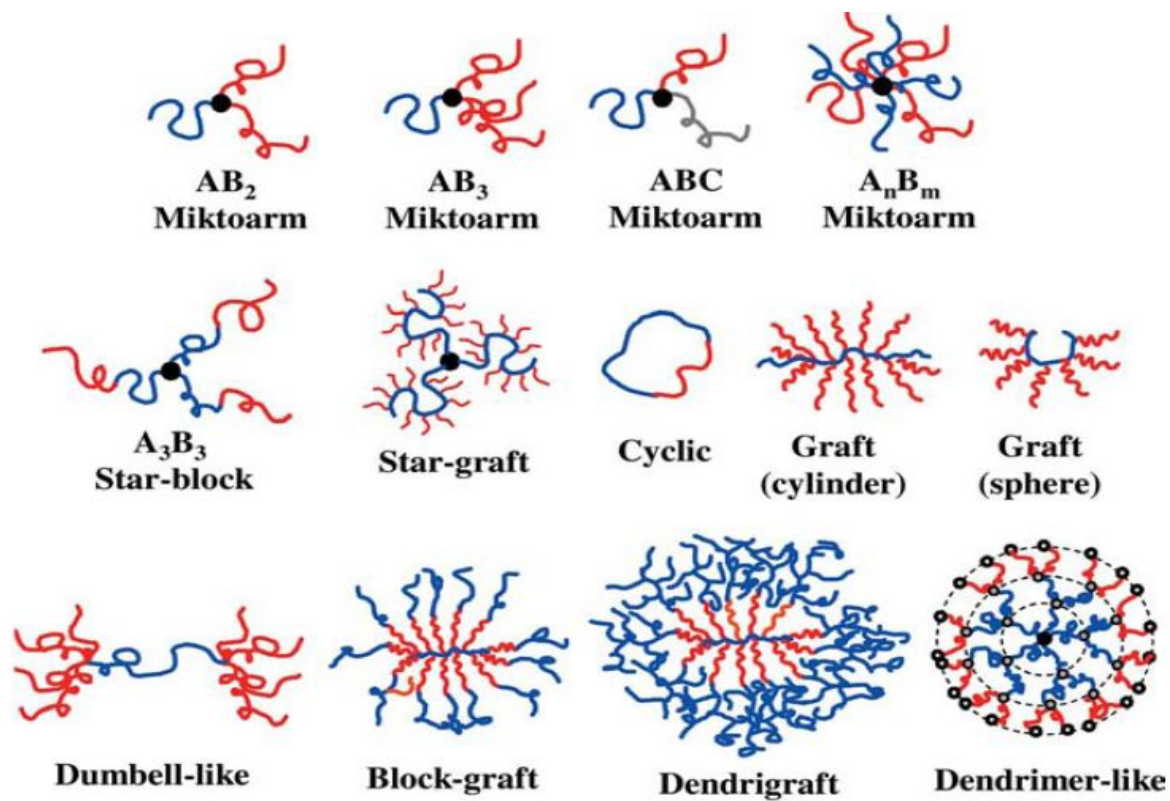 AB₂
Miktoarm
AB₃
Miktoarm
ABC
Miktoarm
AₙBₘ
Miktoarm
A₃B₃
Star-block
Star-graft
Cyclic
Graft
(cylinder)
Graft
(sphere)
Dumbell-like
Block-graft
Dendrigraft
Dendrimer-like